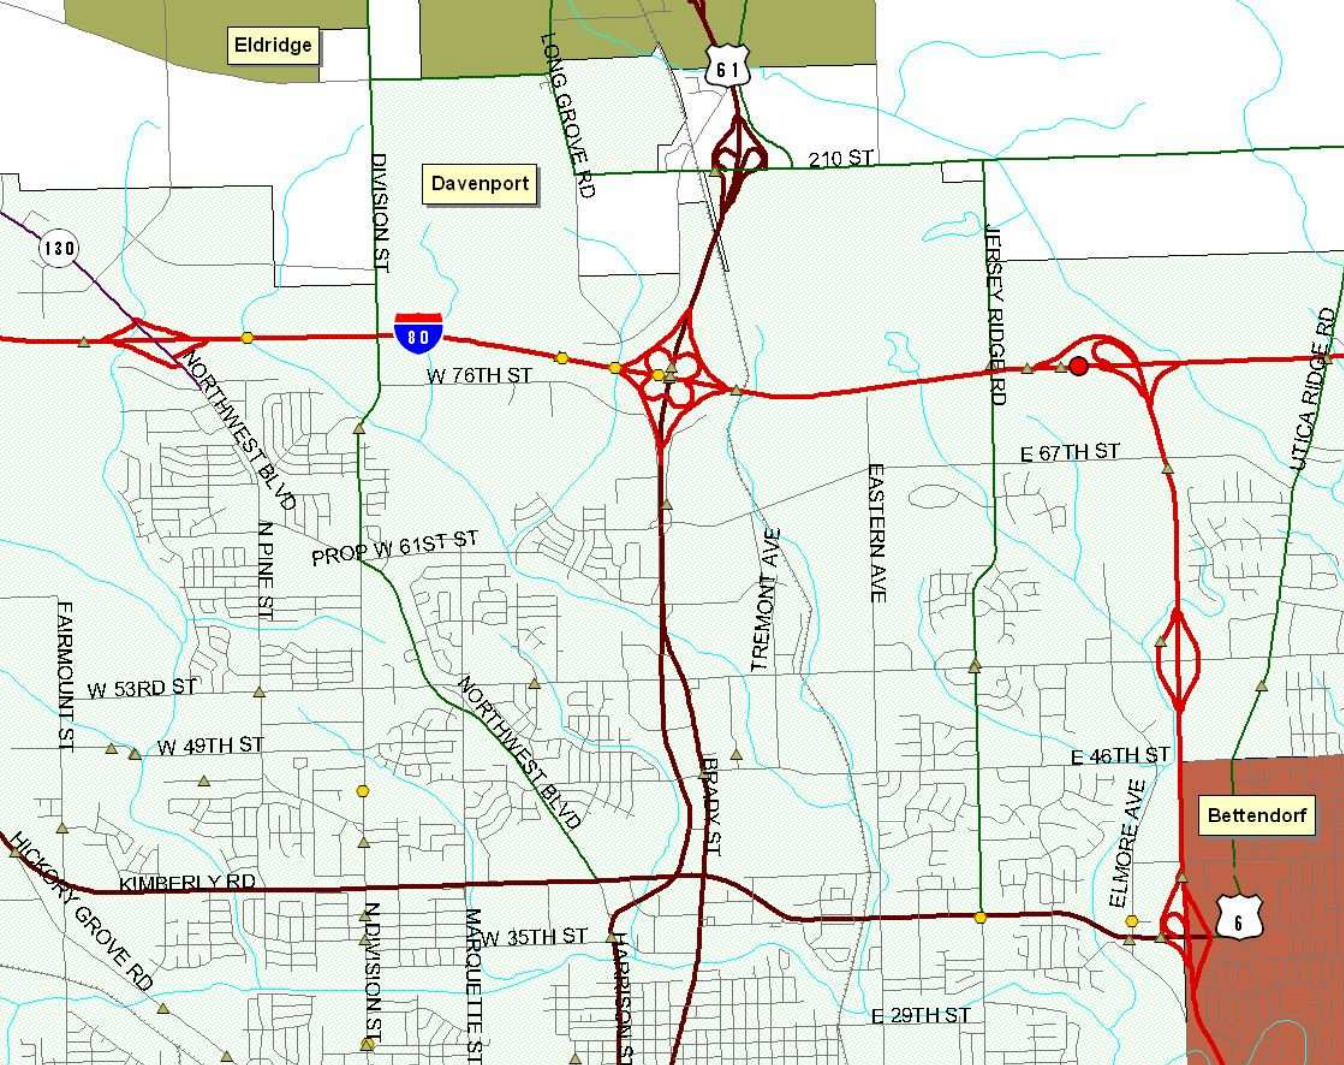 Eldridge
LONG GROVE RD
61
210 ST
DIVISION ST
Davenport
130
JERSEY RIDGE RD
80
UTICA RIDGE RD
NORTHWEST BLVD
W 76TH ST
E 67TH ST
EASTERN AVE
N PINE ST
PROP W 61ST ST
TREMONT AVE
FAIRMOUNT ST
W 53RD ST
NORTHWEST BLVD
W 49TH ST
E 46TH ST
BRADY ST
ELMORE AVE
Bettendorf
HICKORY GROVE RD
KIMBERLY RD
6
N DIVISION ST
MARQUETTE ST
W 35TH ST
HARRISON ST
E 29TH ST